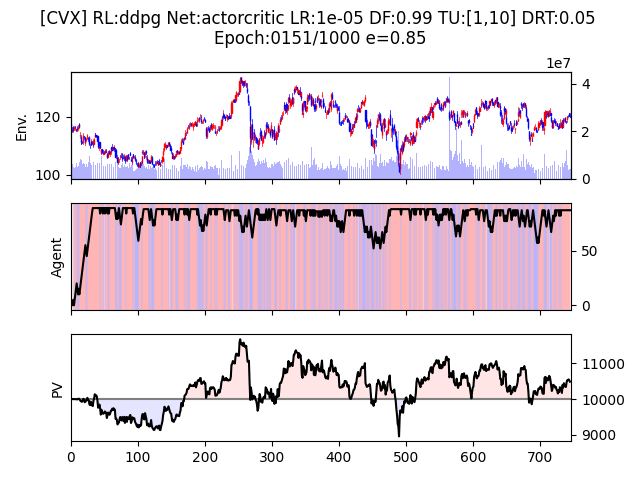 [CVX] RL:ddpg Net:actorcritic LR:1e-05 DF:0.99 TU:[1,10] DRT:0.05
Epoch:0151/1000 e=0.85
1e7
Env.
120
100
4
2
0
Agent
50
0
PV
11000
10000
9000
0 100 200 300 400 500 600 700